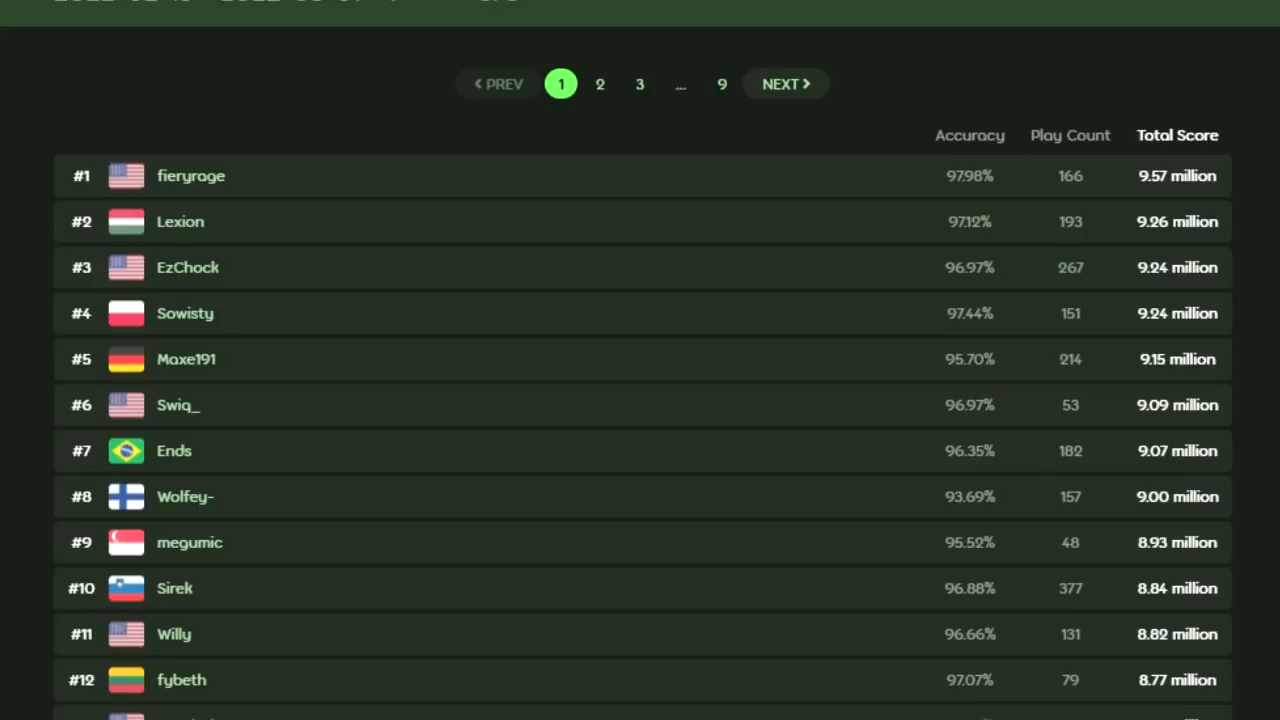 PREV 1 2 3 ... 9 NEXT
Accuracy Play Count Total Score
#1 fieryrage 97.98% 166 9.57 million
#2 Lexion 97.12% 193 9.26 million
#3 EzChock 96.97% 267 9.24 million
#4 Sowisty 97.44% 151 9.24 million
#5 Maxe191 95.70% 214 9.15 million
#6 Swiq_ 96.97% 53 9.09 million
#7 Ends 96.35% 182 9.07 million
#8 Wolfey- 93.69% 157 9.00 million
#9 megumic 95.52% 48 8.93 million
#10 Sirek 96.88% 377 8.84 million
#11 Willy 96.66% 131 8.82 million
#12 fybeth 97.07% 79 8.77 million